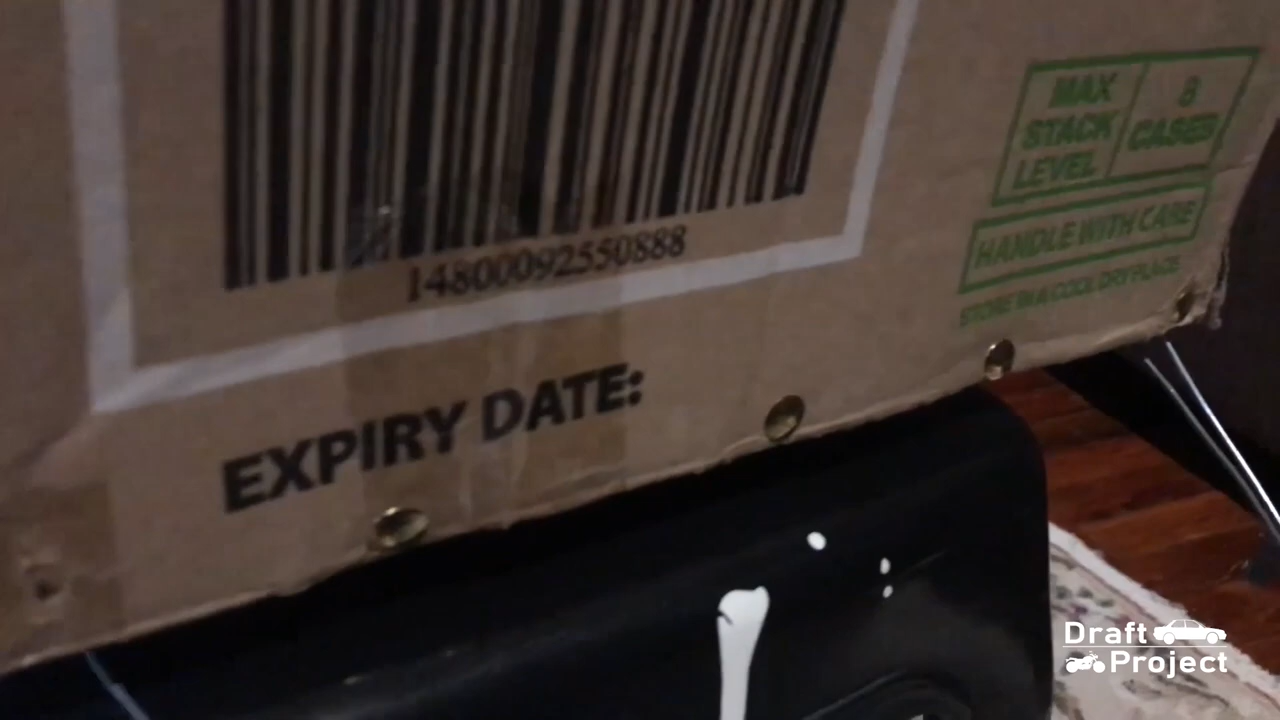 MAX
STACK
LEVEL
8
CASES
HANDLE WITH CARE
STORE IN A COOL DRY PLACE
14800092550888
EXPIRY DATE:
Draft
Project